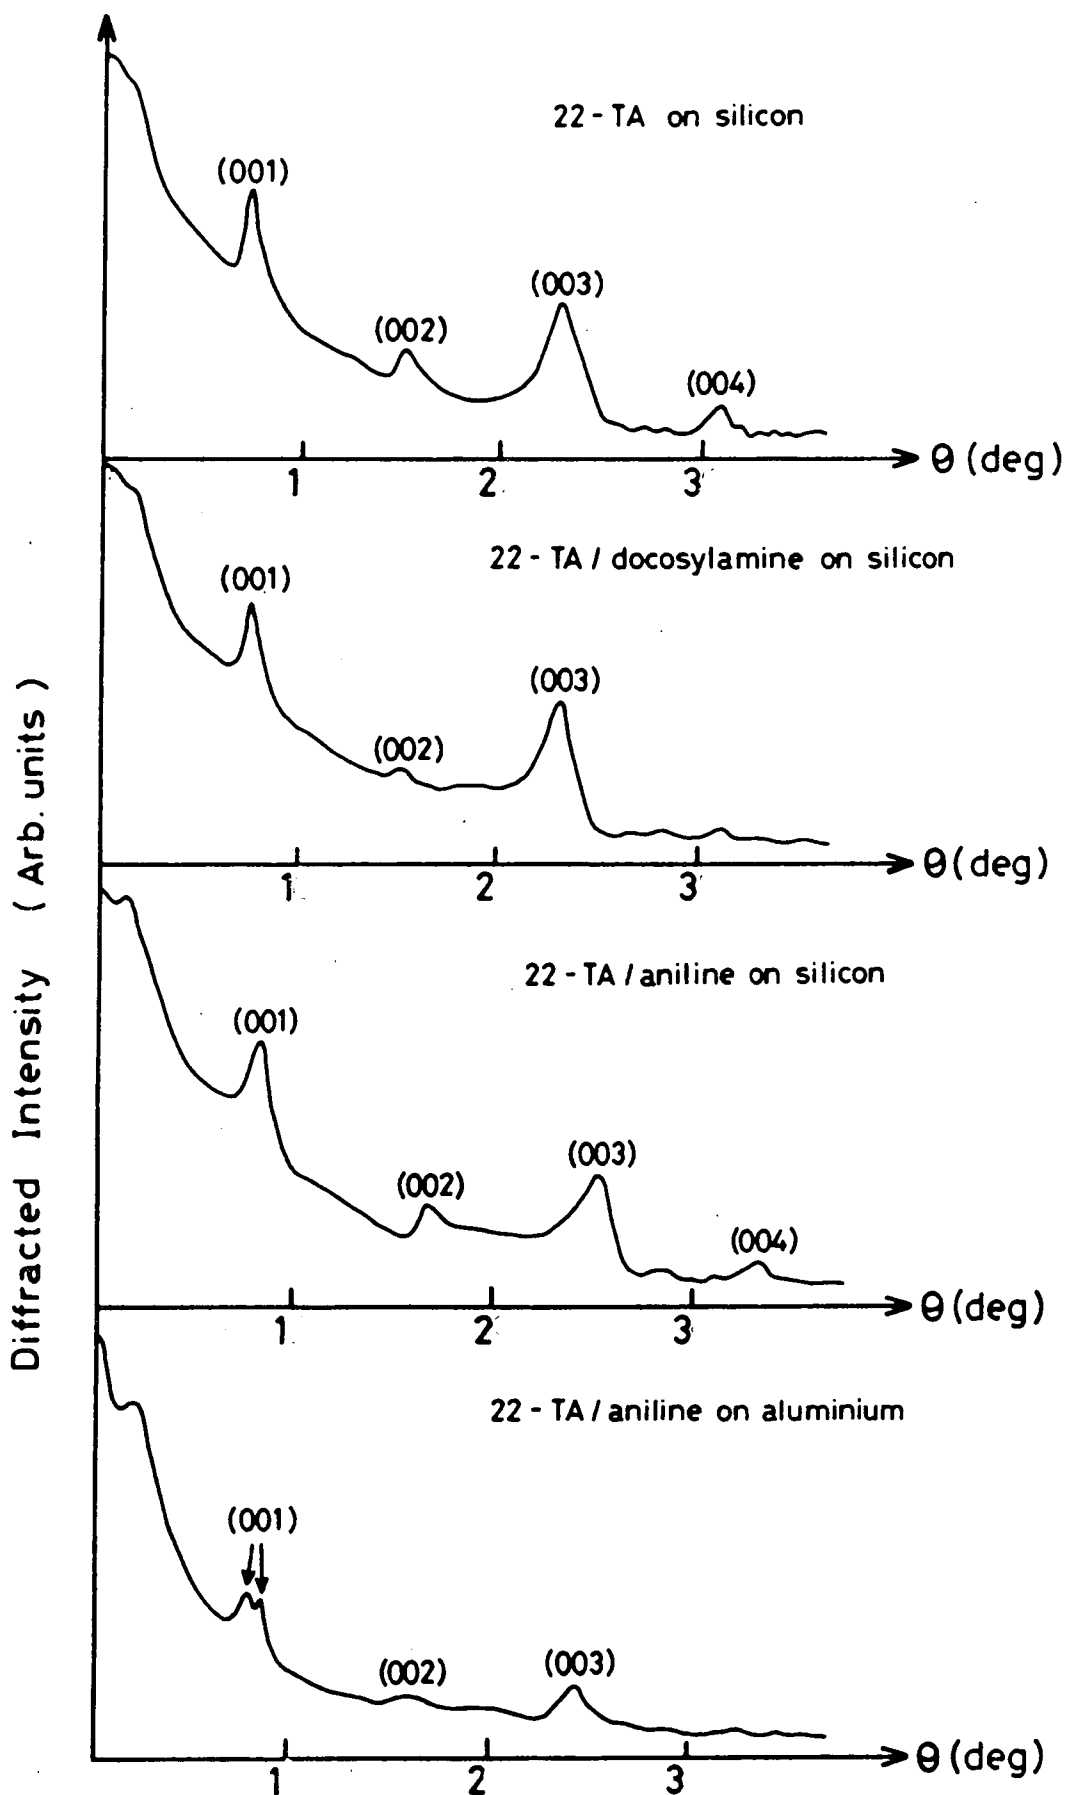 22 - TA on silicon
(001)
(002)
(003)
(004)
1 2 3 θ (deg)
22 - TA / docosylamine on silicon
(001)
(002)
(003)
1 2 3 θ (deg)
22 - TA / aniline on silicon
(001)
(002)
(003)
(004)
1 2 3 θ (deg)
22 - TA / aniline on aluminium
(001)
(002)
(003)
1 2 3 θ (deg)
Diffracted Intensity (Arb. units)